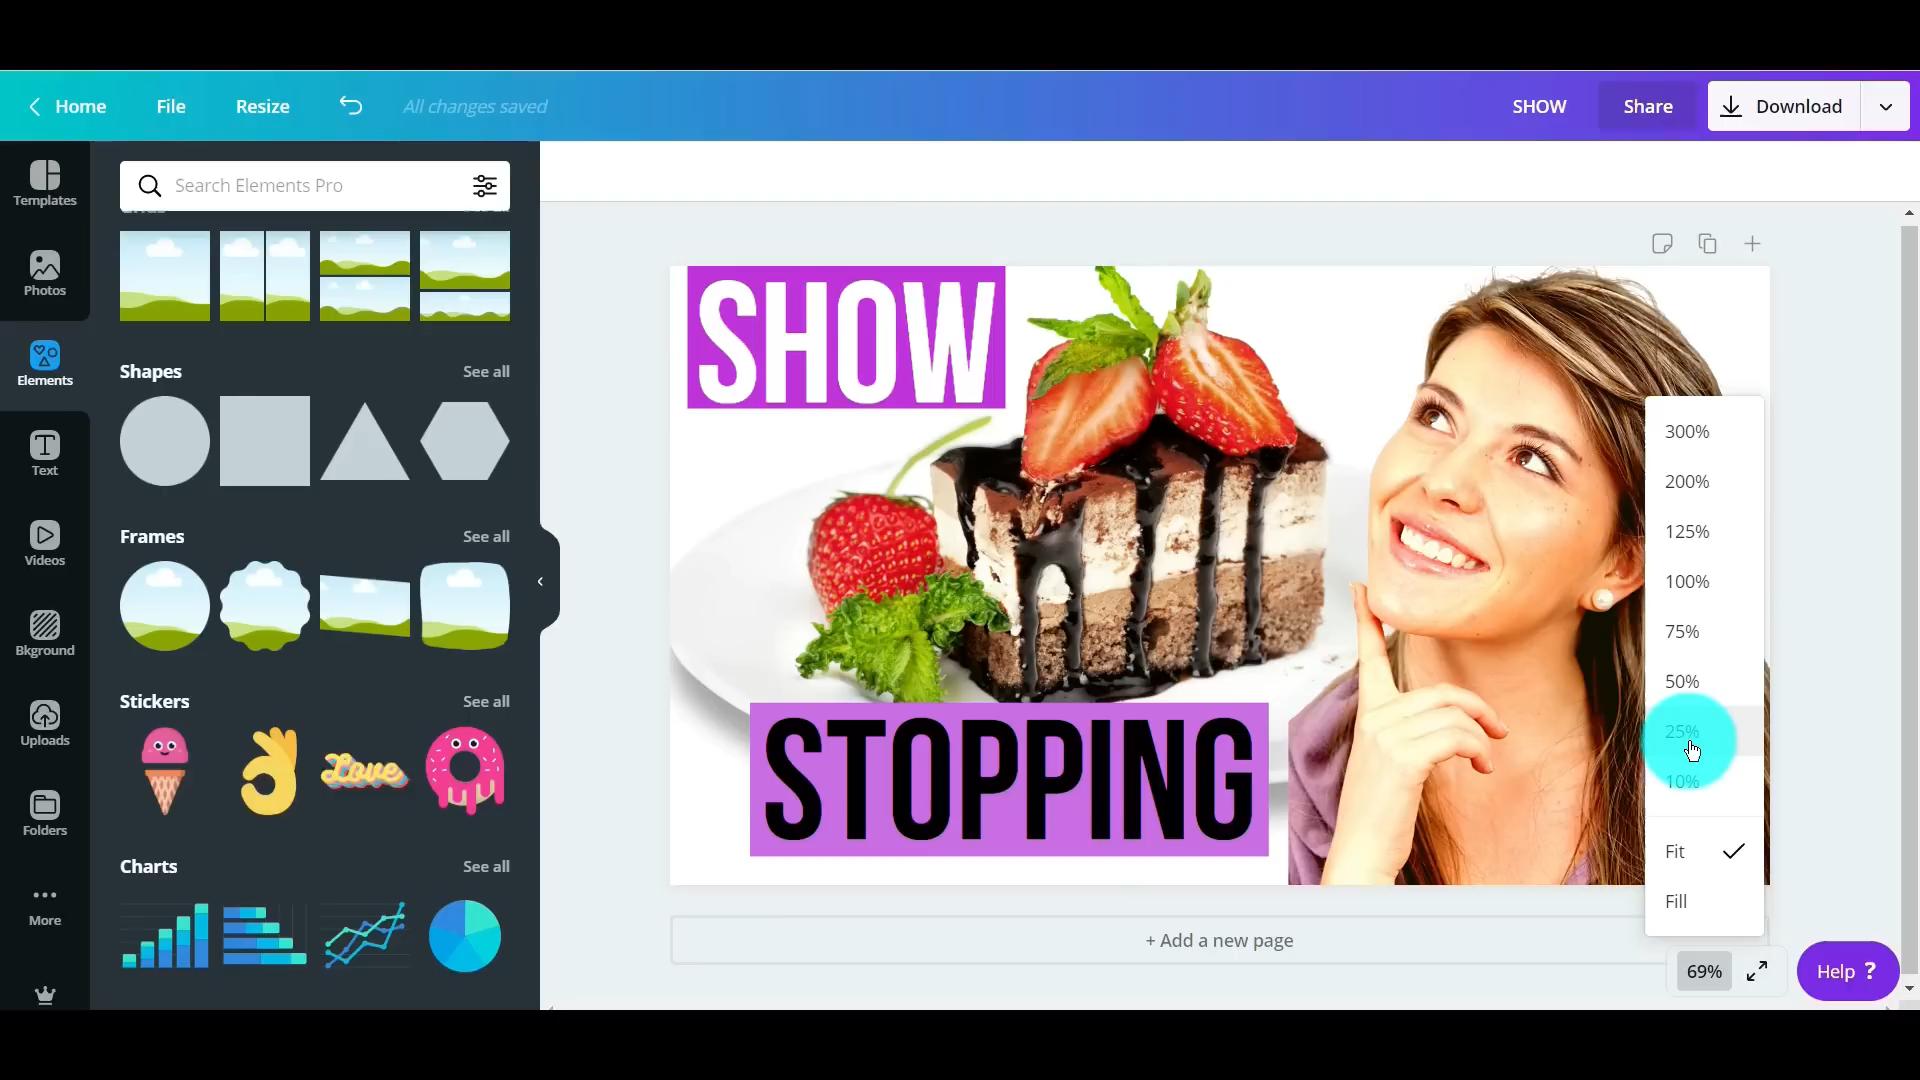 Home
File
Resize
All changes saved
SHOW
Share
Download
Templates
Search Elements Pro
Photos
Elements
Shapes
See all
Text
Frames
See all
Videos
Bkground
Stickers
See all
Uploads
Love
Folders
Charts
See all
More
SHOW
STOPPING
300%
200%
125%
100%
75%
50%
25%
10%
Fit
Fill
+ Add a new page
69%
Help ?